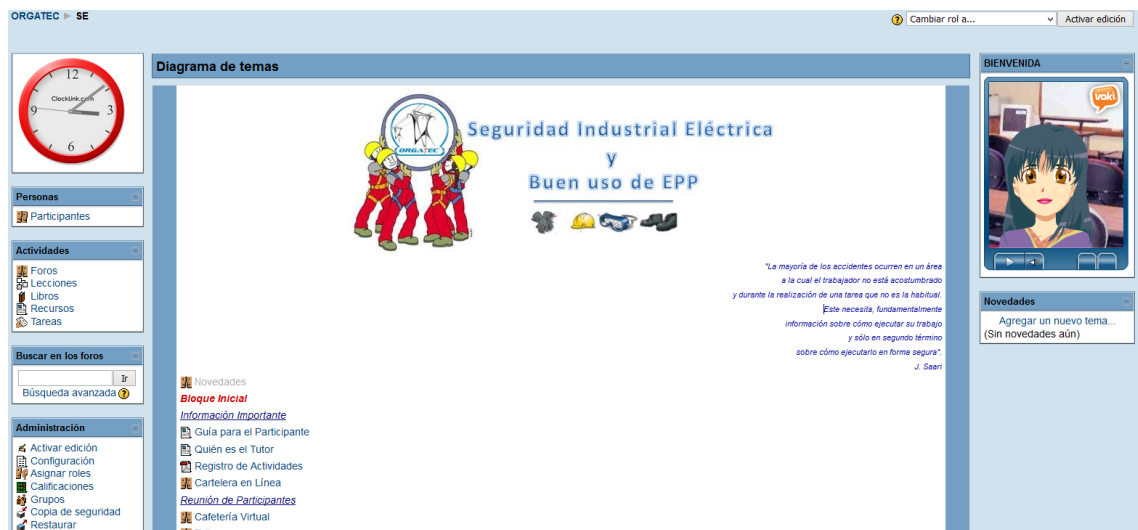 ORGATEC ► SE
Cambiar rol a...
Activar edición
12
ClockLink.com
9
3
6
Personas
Participantes
Actividades
Foros
Lecciones
Libros
Recursos
Tareas
Buscar en los foros
Ir
Búsqueda avanzada
Administración
Activar edición
Configuración
Asignar roles
Calificaciones
Grupos
Copia de seguridad
Restaurar
Diagrama de temas
ORGATEC
Seguridad Industrial Eléctrica
y
Buen uso de EPP
"La mayoría de los accidentes ocurren en un área
a la cual el trabajador no está acostumbrado
y durante la realización de una tarea que no es la habitual.
Este necesita, fundamentalmente
información sobre cómo ejecutar su trabajo
y sólo en segundo término
sobre cómo ejecutarlo en forma segura".
J. Saari
Novedades
Bloque Inicial
Información Importante
Guía para el Participante
Quién es el Tutor
Registro de Actividades
Cartelera en Línea
Reunión de Participantes
Cafetería Virtual
BIENVENIDA
voki
Novedades
Agregar un nuevo tema...
(Sin novedades aún)